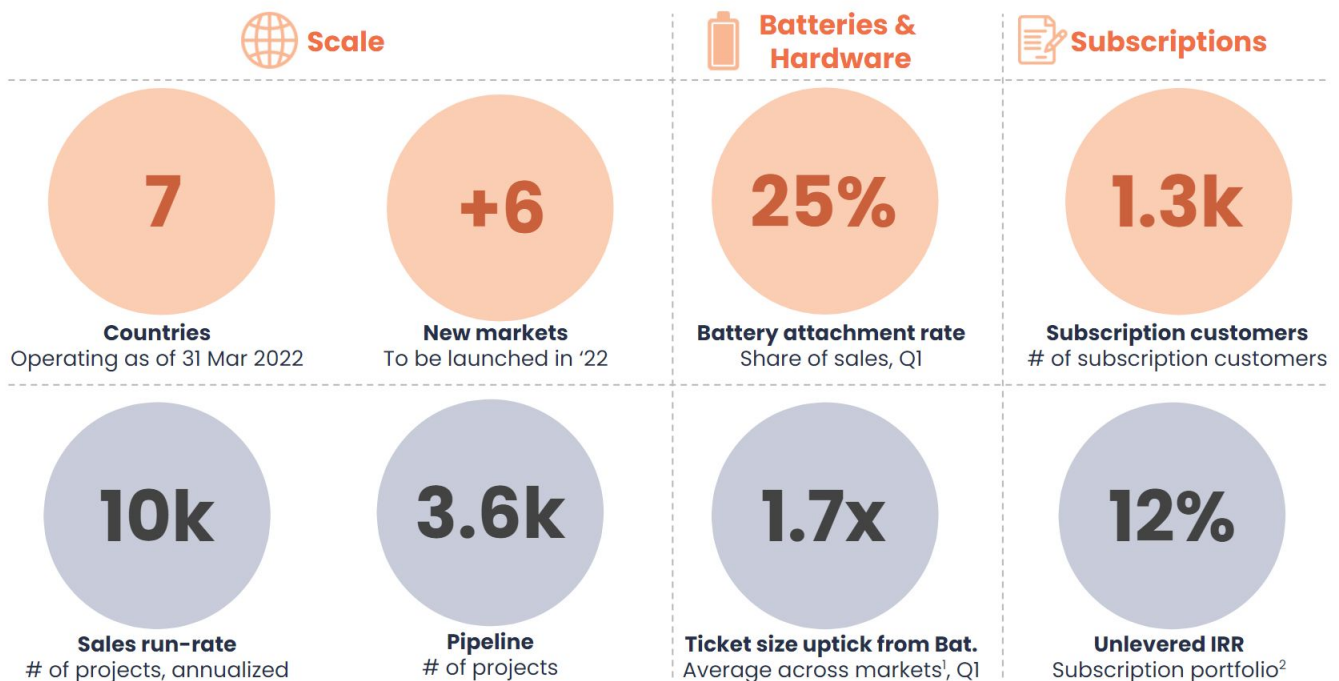 Scale
Batteries &
Hardware
Subscriptions
7
+6
25%
1.3k
Countries
Operating as of 31 Mar 2022
New markets
To be launched in ‘22
Battery attachment rate
Share of sales, Q1
Subscription customers
# of subscription customers
10k
3.6k
1.7x
12%
Sales run-rate
# of projects, annualized
Pipeline
# of projects
Ticket size uptick from Bat.
Average across markets¹, Q1
Unlevered IRR
Subscription portfolio²